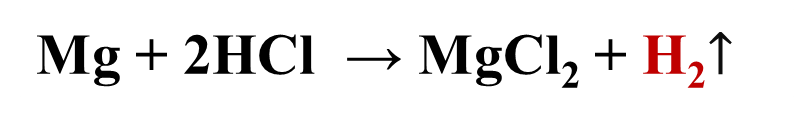 Mg + 2HCl → MgCl₂ + H₂↑